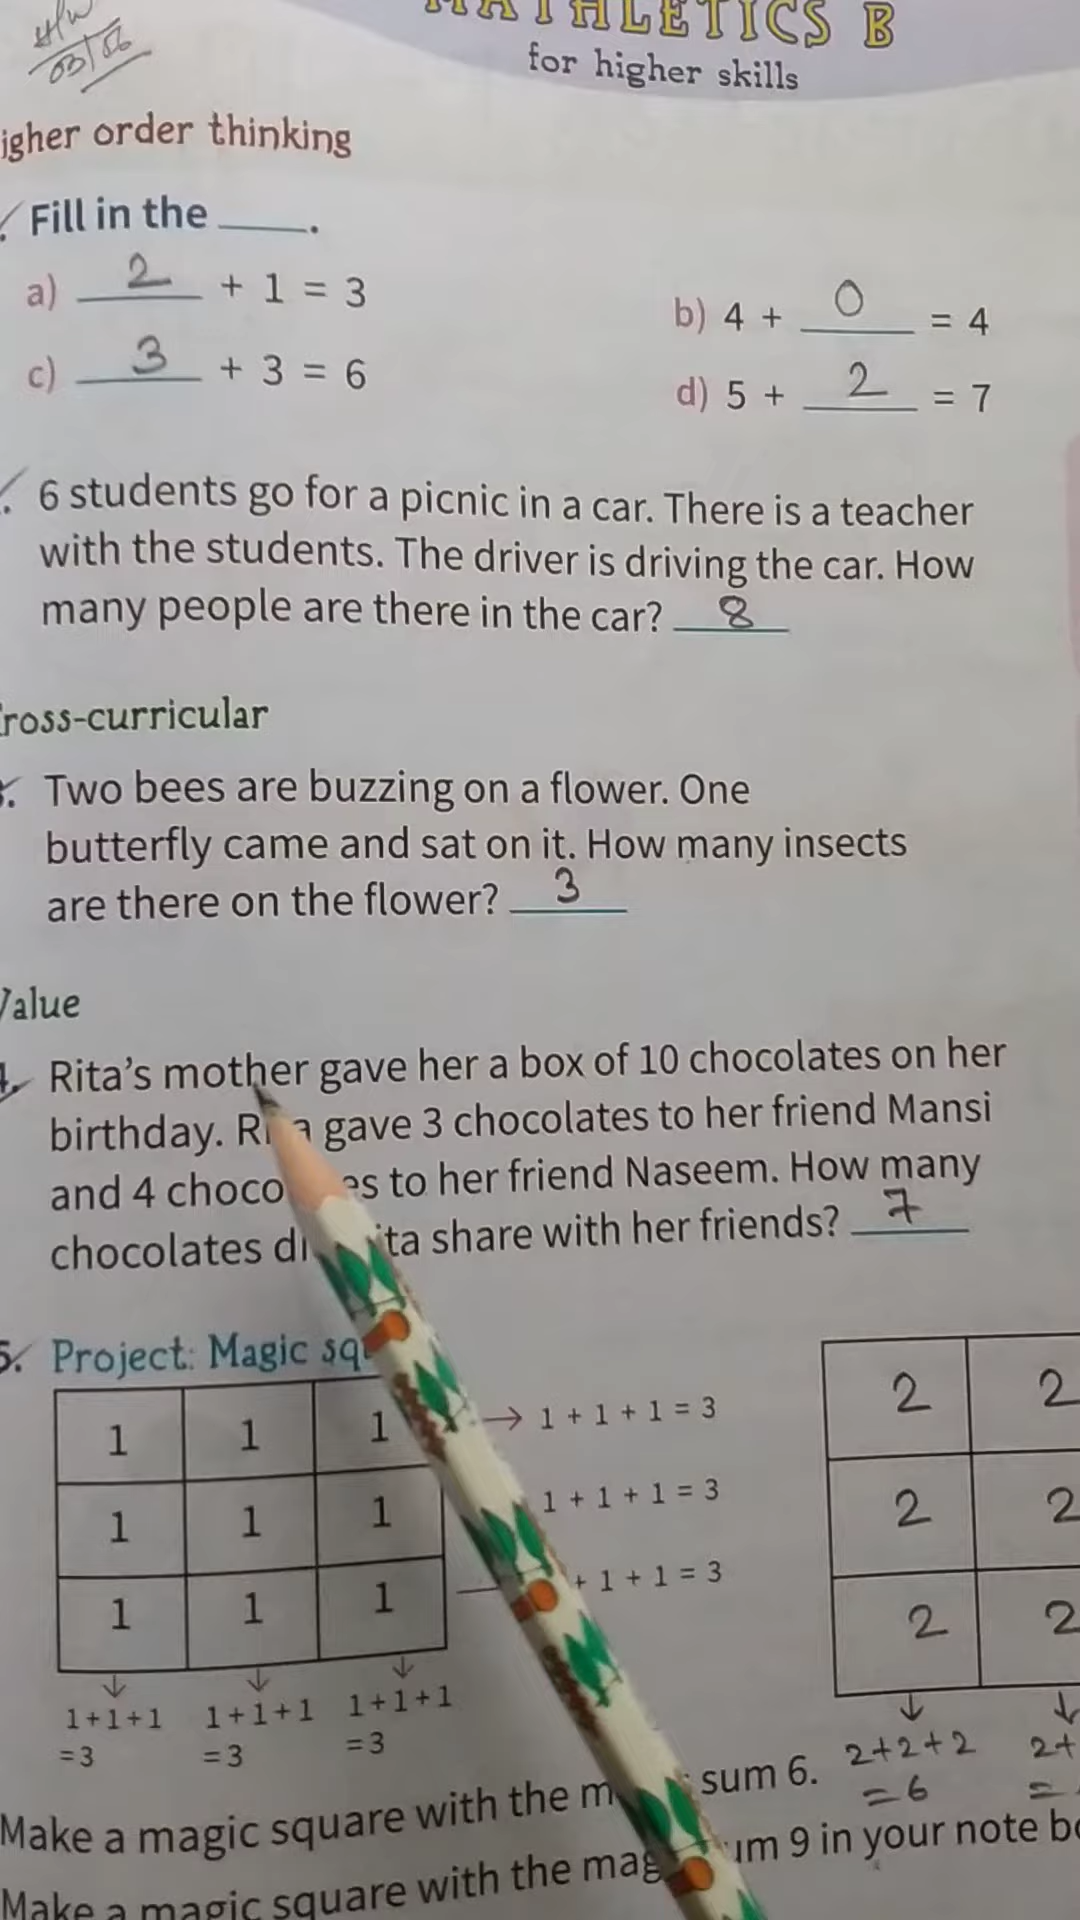 H/W
03/06
MATHLETICS B
for higher skills
igher order thinking
Fill in the ____.
a) 2 + 1 = 3
b) 4 + 0 = 4
c) 3 + 3 = 6
d) 5 + 2 = 7
6 students go for a picnic in a car. There is a teacher
with the students. The driver is driving the car. How
many people are there in the car? 8
ross-curricular
Two bees are buzzing on a flower. One
butterfly came and sat on it. How many insects
are there on the flower? 3
Value
4. Rita's mother gave her a box of 10 chocolates on her
birthday. R a gave 3 chocolates to her friend Mansi
and 4 choco es to her friend Naseem. How many
chocolates di ta share with her friends? 7
5. Project: Magic sq
1 1 1 → 1 + 1 + 1 = 3
1 1 1 1 + 1 + 1 = 3
1 1 1 + 1 + 1 = 3
1+1+1 1+1+1 1+1+1
=3 =3 =3
2 2
2 2
2 2
2+2+2 2+
=6 =
Make a magic square with the m sum 6.
Make a magic square with the mag um 9 in your note bo